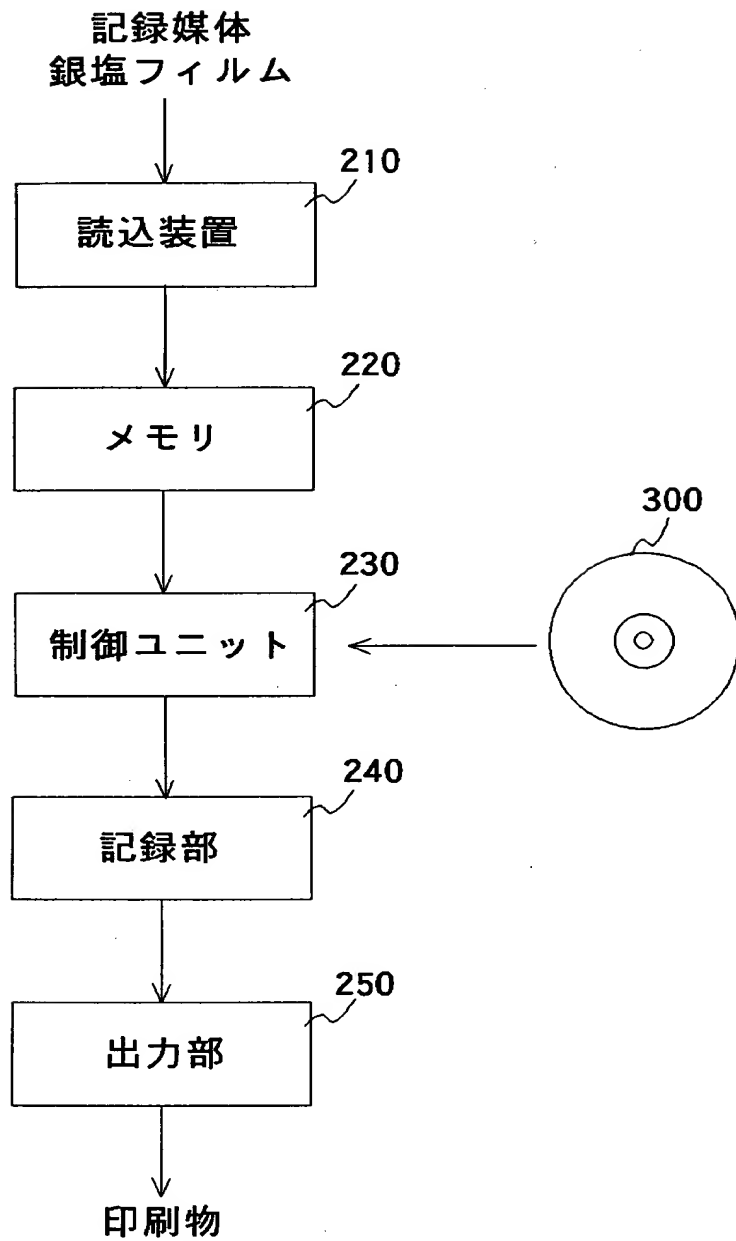 記録媒体
銀塩フィルム
210
読込装置
220
メモリ
300
230
制御ユニット
240
記録部
250
出力部
印刷物